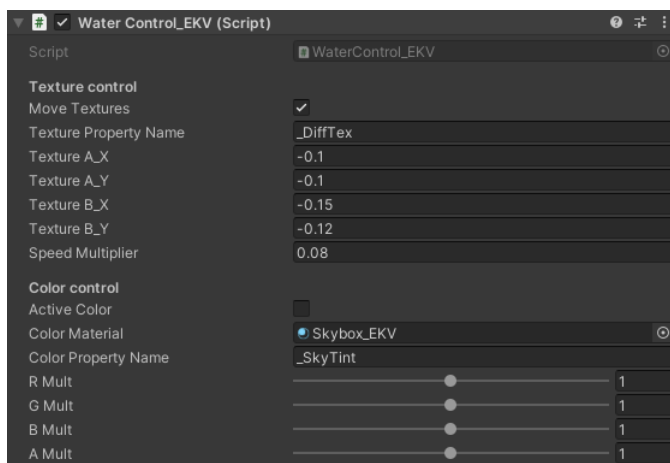 Water Control_EKV (Script)
Script WaterControl_EKV
Texture control
Move Textures
Texture Property Name _DiffTex
Texture A_X -0.1
Texture A_Y -0.1
Texture B_X -0.15
Texture B_Y -0.12
Speed Multiplier 0.08
Color control
Active Color
Color Material Skybox_EKV
Color Property Name _SkyTint
R Mult 1
G Mult 1
B Mult 1
A Mult 1